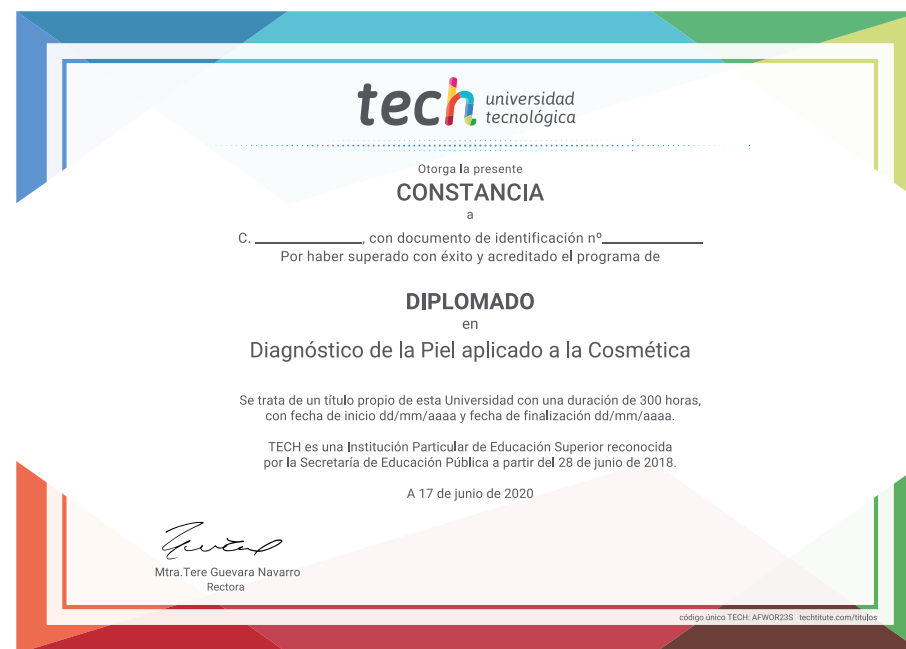 tech universidad
tecnológica
Otorga la presente
CONSTANCIA
a
C. ______________, con documento de identificación nº_____________
Por haber superado con éxito y acreditado el programa de
DIPLOMADO
en
Diagnóstico de la Piel aplicado a la Cosmética
Se trata de un título propio de esta Universidad con una duración de 300 horas,
con fecha de inicio dd/mm/aaaa y fecha de finalización dd/mm/aaaa.
TECH es una Institución Particular de Educación Superior reconocida
por la Secretaría de Educación Pública a partir del 28 de junio de 2018.
A 17 de junio de 2020
Mtra.Tere Guevara Navarro
Rectora
código único TECH: AFWOR23S techtitute.com/titulos